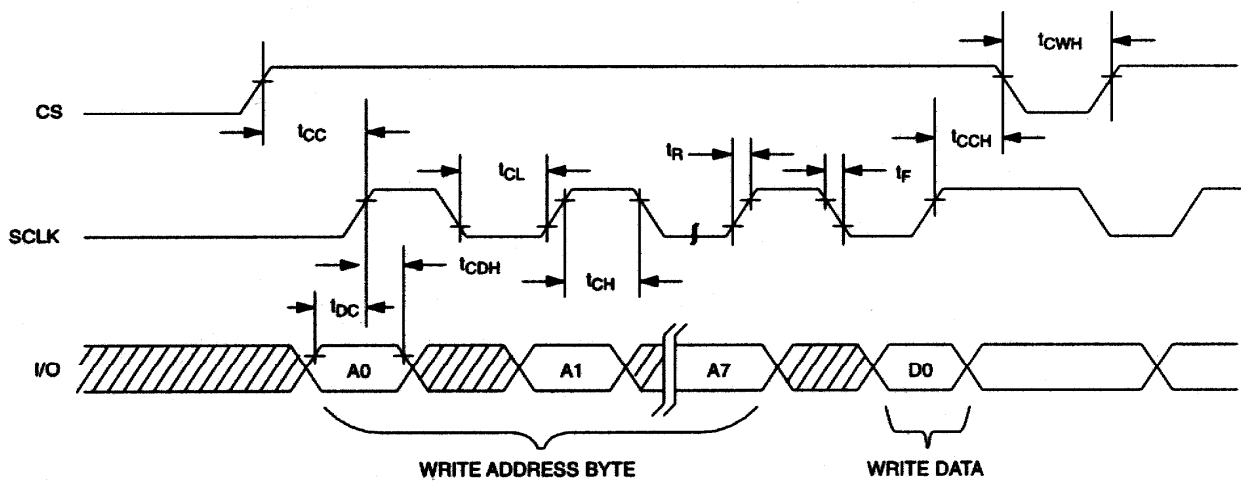 tCWH
CS
tCC
tCCH
tR
tCL
tF
SCLK
tCDH
tCH
tDC
I/O
A0
A1
A7
D0
WRITE ADDRESS BYTE
WRITE DATA